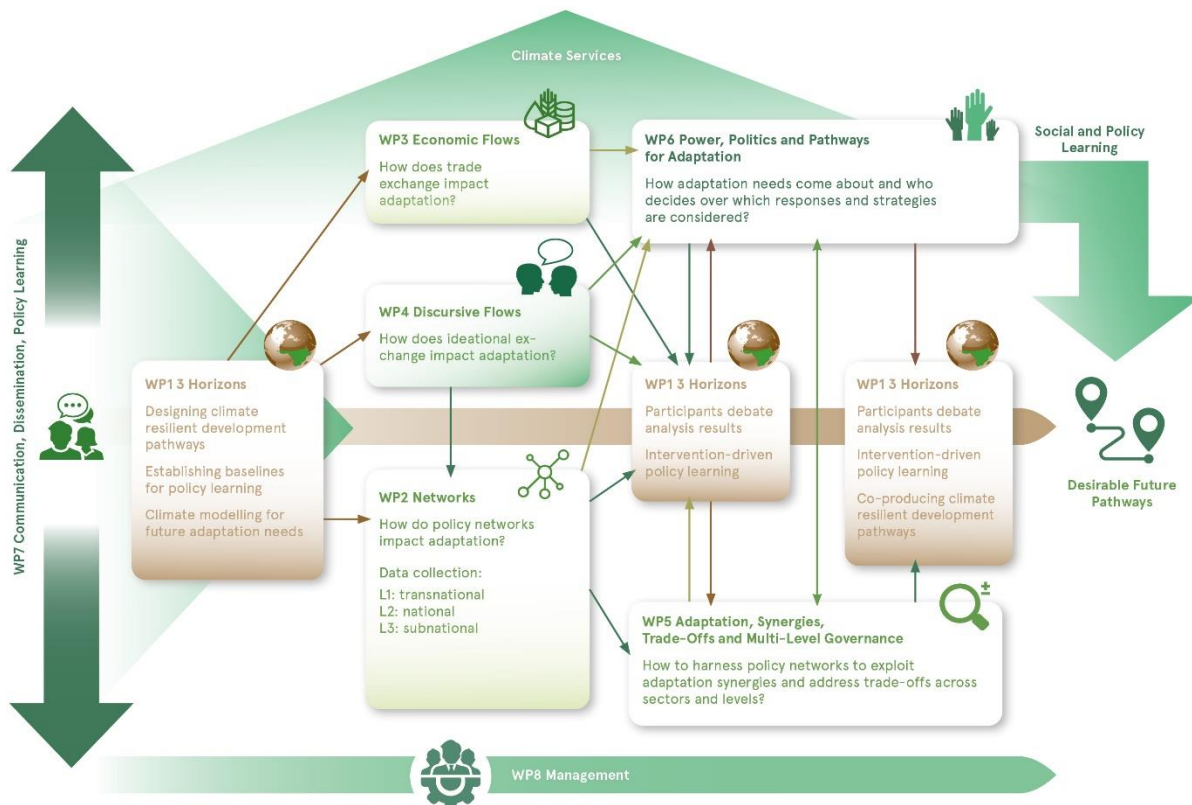 Climate Services
WP7 Communication, Dissemination, Policy Learning
WP3 Economic Flows
How does trade
exchange impact
adaptation?
WP6 Power, Politics and Pathways
for Adaptation
How adaptation needs come about and who
decides over which responses and strategies
are considered?
Social and Policy
Learning
WP4 Discursive Flows
How does ideational ex-
change impact adaptation?
WP1 3 Horizons
Designing climate
resilient development
pathways
Establishing baselines
for policy learning
Climate modelling for
future adaptation needs
WP1 3 Horizons
Participants debate
analysis results
Intervention-driven
policy learning
WP1 3 Horizons
Participants debate
analysis results
Intervention-driven
policy learning
Co-producing climate
resilient development
pathways
Desirable Future
Pathways
WP2 Networks
How do policy networks
impact adaptation?
Data collection:
L1: transnational
L2: national
L3: subnational
±
WP5 Adaptation, Synergies,
Trade-Offs and Multi-Level Governance
How to harness policy networks to exploit
adaptation synergies and address trade-offs across
sectors and levels?
WP8 Management